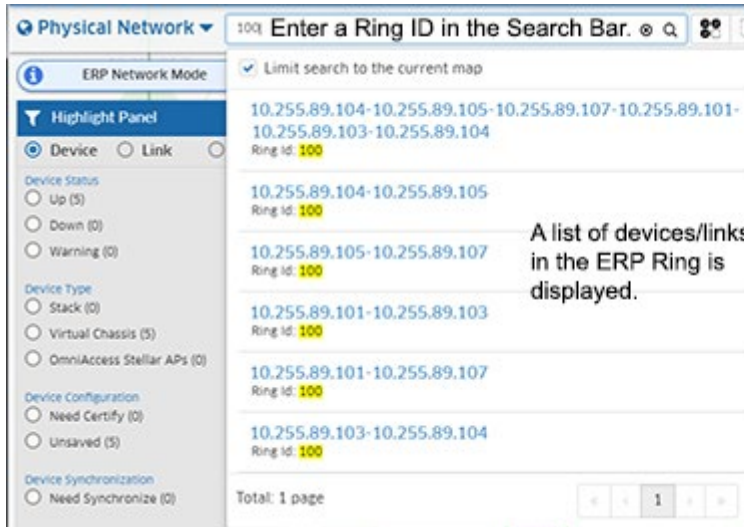 Physical Network
100 Enter a Ring ID in the Search Bar.
ERP Network Mode
Limit search to the current map
Highlight Panel
Device Link
Device Status
Up (5)
Down (0)
Warning (0)
Device Type
Stack (0)
Virtual Chassis (5)
OmniAccess Stellar APs (0)
Device Configuration
Need Certify (0)
Unsaved (5)
Device Synchronization
Need Synchronize (0)
10.255.89.104-10.255.89.105-10.255.89.107-10.255.89.101-
10.255.89.103-10.255.89.104
Ring Id: 100
10.255.89.104-10.255.89.105
Ring Id: 100
10.255.89.105-10.255.89.107
Ring Id: 100
10.255.89.101-10.255.89.103
Ring Id: 100
10.255.89.101-10.255.89.107
Ring Id: 100
10.255.89.103-10.255.89.104
Ring Id: 100
A list of devices/links
in the ERP Ring is
displayed.
Total: 1 page
1